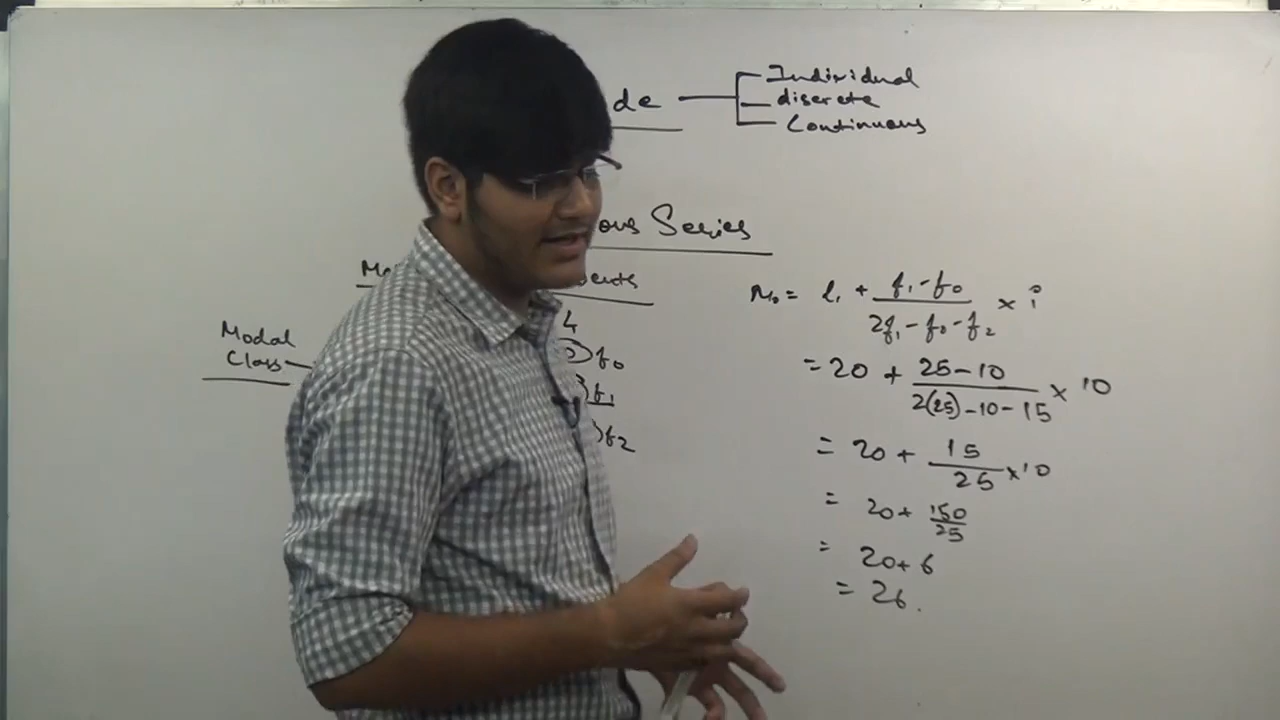 de
Individual
discrete
Continuous
ous Series
Modal
Class
4
f0
f1
f2
M0 = l1 + f1-f0 / 2f1-f0-f2 × i
= 20 + 25-10 / 2(25)-10-15 × 10
= 20 + 15 / 25 × 10
= 20 + 150 / 25
= 20 + 6
= 26.